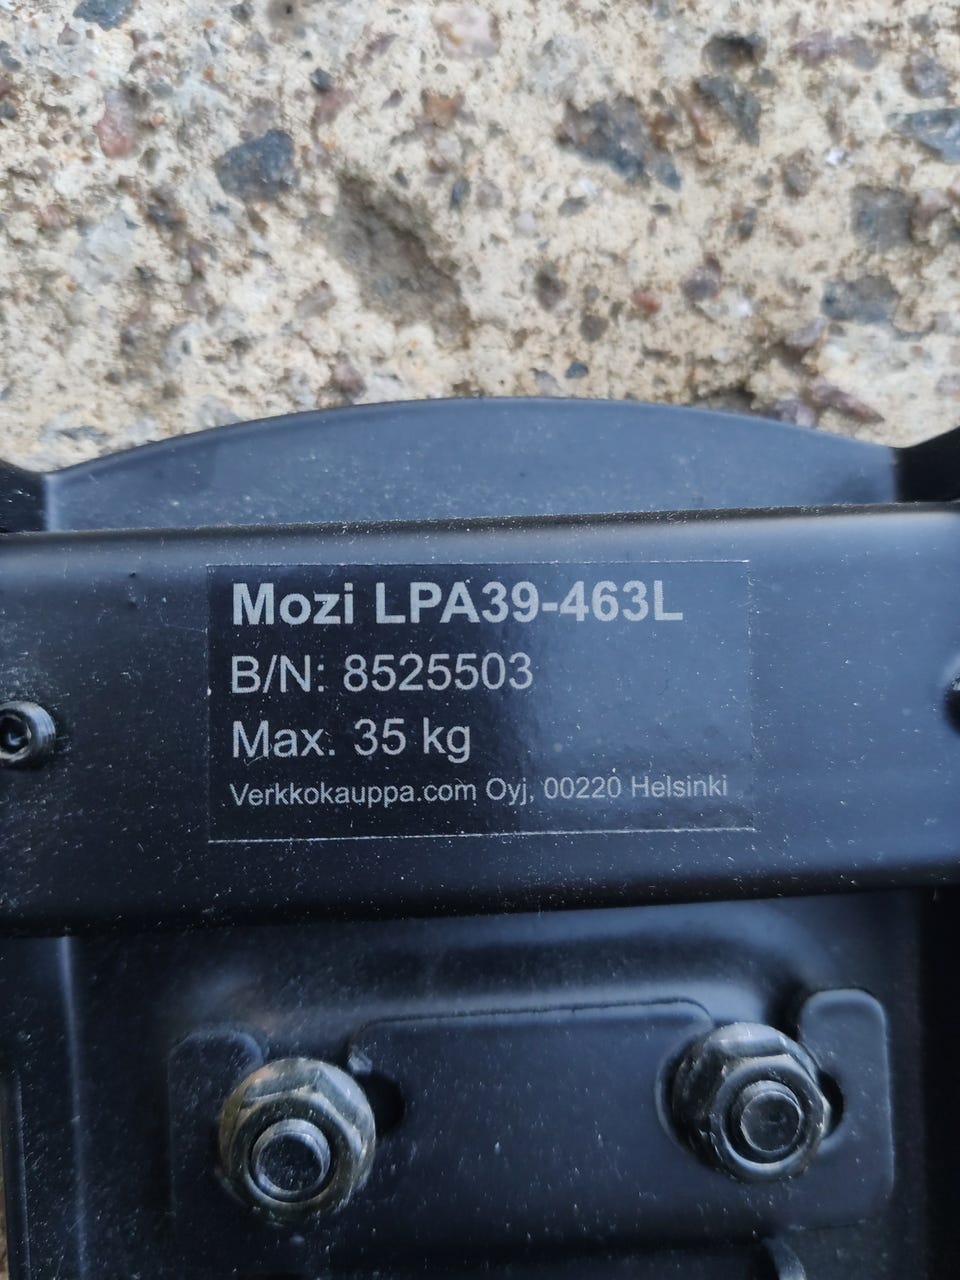 Mozi LPA39-463L
B/N: 8525503
Max. 35 kg
Verkkokauppa.com Oyj, 00220 Helsinki